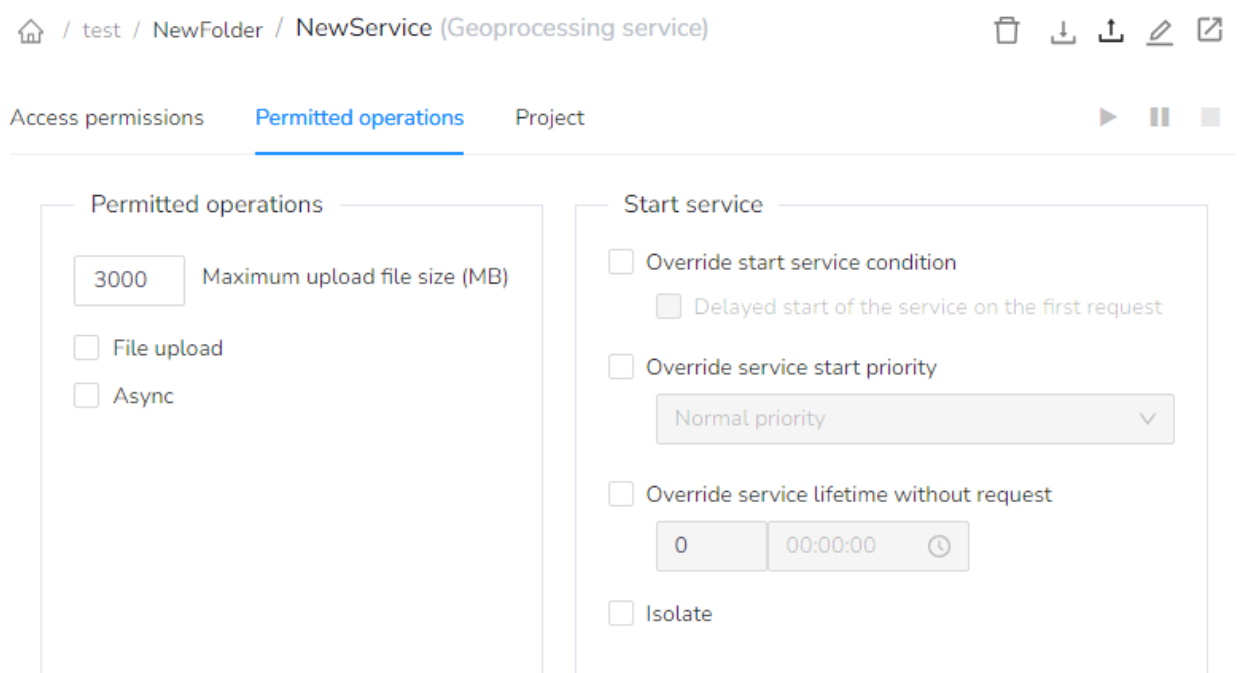 / test / NewFolder / NewService (Geoprocessing service)
Access permissions Permitted operations Project
Permitted operations
3000 Maximum upload file size (MB)
File upload
Async
Start service
Override start service condition
Delayed start of the service on the first request
Override service start priority
Normal priority
Override service lifetime without request
0 00:00:00
Isolate